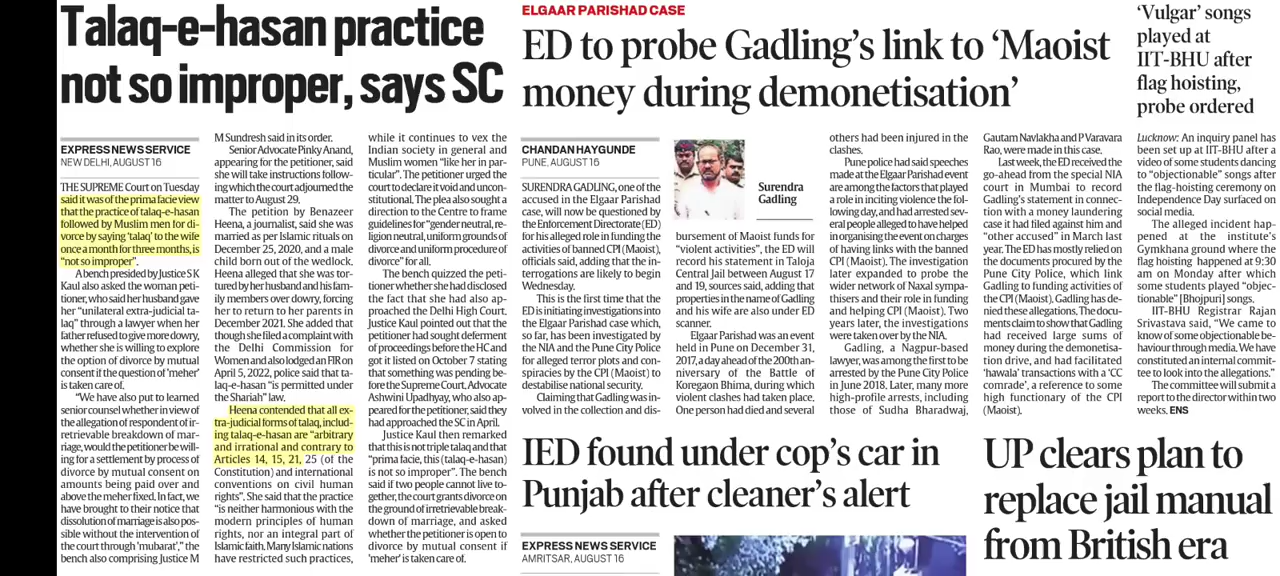 Talaq-e-hasan practice
not so improper, says SC
EXPRESS NEWS SERVICE
NEW DELHI, AUGUST 16
THE SUPREME Court on Tuesday
said it was of the prima facie view
that the practice of talaq-e-hasan
followed by Muslim men for di-
vorce by saying 'talaq' to the wife
once a month for three months, is
"not so improper".
A bench presided by Justice S K
Kaul also asked the woman peti-
tioner, who said her husband gave
her "unilateral extra-judicial ta-
laq" through a lawyer when her
father refused to give more dowry,
whether she is willing to explore
the option of divorce by mutual
consent if the question of 'meher'
is taken care of.
"We have also put to learned
senior counsel whether in view of
the allegation of respondent of ir-
retrievable breakdown of mar-
riage, would the petitioner be will-
ing for a settlement by process of
divorce by mutual consent on
amounts being paid over and
above the meher fixed. In fact, we
have brought to their notice that
dissolution of marriage is also pos-
sible without the intervention of
the court through 'mubarat'," the
bench also comprising Justice M
M Sundresh said in its order.
Senior Advocate Pinky Anand,
appearing for the petitioner, said
she will take instructions follow-
ing which the court adjourned the
matter to August 29.
The petition by Benazeer
Heena, a journalist, said she was
married as per Islamic rituals on
December 25, 2020, and a male
child born out of the wedlock.
Heena alleged that she was tor-
tured by her husband and his fam-
ily members over dowry, forcing
her to return to her parents in
December 2021. She added that
though she filed a complaint with
the Delhi Commission for
Women and also lodged an FIR on
April 5, 2022, police said that ta-
laq-e-hasan "is permitted under
the Shariah" law.
Heena contended that all ex-
tra-judicial forms of talaq, includ-
ing talaq-e-hasan are "arbitrary
and irrational and contrary to
Articles 14, 15, 21, 25 (of the
Constitution) and international
conventions on civil human
rights". She said that the practice
"is neither harmonious with the
modern principles of human
rights, nor an integral part of
Islamic faith. Many Islamic nations
have restricted such practices,
while it continues to vex the
Indian society in general and
Muslim women "like her in par-
ticular". The petitioner urged the
court to declare it void and uncon-
stitutional. The plea also sought a
direction to the Centre to frame
guidelines for "gender neutral, re-
ligion neutral, uniform grounds of
divorce and uniform procedure of
divorce" for all.
The bench quizzed the peti-
tioner whether she had disclosed
the fact that she had also ap-
proached the Delhi High Court.
Justice Kaul pointed out that the
petitioner had sought deferment
of proceedings before the HC and
got it listed on October 7 stating
that something was pending be-
fore the Supreme Court, Advocate
Ashwini Upadhyay, who also ap-
peared for the petitioner, said they
had approached the SC in April.
Justice Kaul then remarked
that this is not triple talaq and that
"prima facie, this (talaq-e-hasan)
is not so improper". The bench
said if two people cannot live to-
gether, the court grants divorce on
the ground of irretrievable break-
down of marriage, and asked
whether the petitioner is open to
divorce by mutual consent if
'meher' is taken care of.
ELGAAR PARISHAD CASE
ED to probe Gadling's link to 'Maoist
money during demonetisation'
CHANDAN HAYGUNDE
PUNE, AUGUST 16
SURENDRA GADLING, one of the
accused in the Elgaar Parishad
case, will now be questioned by
the Enforcement Directorate (ED)
for his alleged role in funding the
activities of banned CPI (Maoist),
officials said, adding that the in-
terrogations are likely to begin
Wednesday.
This is the first time that the
ED is initiating investigations into
the Elgaar Parishad case which,
so far, has been investigated by
the NIA and the Pune City Police
for alleged terror plots and con-
spiracies by the CPI (Maoist) to
destabilise national security.
Claiming that Gadling was in-
volved in the collection and dis-
Surendra
Gadling
bursement of Maoist funds for
"violent activities", the ED will
record his statement in Taloja
Central Jail between August 17
and 19, sources said, adding that
properties in the name of Gadling
and his wife are also under ED
scanner.
Elgaar Parishad was an event
held in Pune on December 31,
2017, a day ahead of the 200th an-
niversary of the Battle of
Koregaon Bhima, during which
violent clashes had taken place.
One person had died and several
others had been injured in the
clashes.
Pune police had said speeches
made at the Elgaar Parishad event
are among the factors that played
a role in inciting violence the fol-
lowing day, and had arrested sev-
eral people alleged to have helped
in organising the event on charges
of having links with the banned
CPI (Maoist). The investigation
later expanded to probe the
wider network of Naxal sympa-
thisers and their role in funding
and helping CPI (Maoist). Two
years later, the investigations
were taken over by the NIA.
Gadling, a Nagpur-based
lawyer, was among the first to be
arrested by the Pune City Police
in June 2018. Later, many more
high-profile arrests, including
those of Sudha Bharadwaj,
Gautam Navlakha and P Varavara
Rao, were made in this case.
Last week, the ED received the
go-ahead from the special NIA
court in Mumbai to record
Gadling's statement in connec-
tion with a money laundering
case it had filed against him and
"other accused" in March last
year. The ED has mostly relied on
the documents procured by the
Pune City Police, which link
Gadling to funding activities of
the CPI (Maoist). Gadling has de-
nied these allegations. The docu-
ments claim to show that Gadling
had received large sums of
money during the demonetisa-
tion drive, and had facilitated
'hawala' transactions with a 'CC
comrade', a reference to some
high functionary of the CPI
(Maoist).
'Vulgar' songs
played at
IIT-BHU after
flag hoisting,
probe ordered
Lucknow: An inquiry panel has
been set up at IIT-BHU after a
video of some students dancing
to "objectionable" songs after
the flag-hoisting ceremony on
Independence Day surfaced on
social media.
The alleged incident hap-
pened at the institute's
Gymkhana ground where the
flag hoisting happened at 9:30
am on Monday after which
some students played "objec-
tionable" [Bhojpuri] songs.
IIT-BHU Registrar Rajan
Srivastava said, "We came to
know of some objectionable be-
haviour through media. We have
constituted an internal commit-
tee to look into the allegations."
The committee will submit a
report to the director within two
weeks. ENS
IED found under cop's car in
Punjab after cleaner's alert
EXPRESS NEWS SERVICE
AMRITSAR, AUGUST 16
UP clears plan to
replace jail manual
from British era